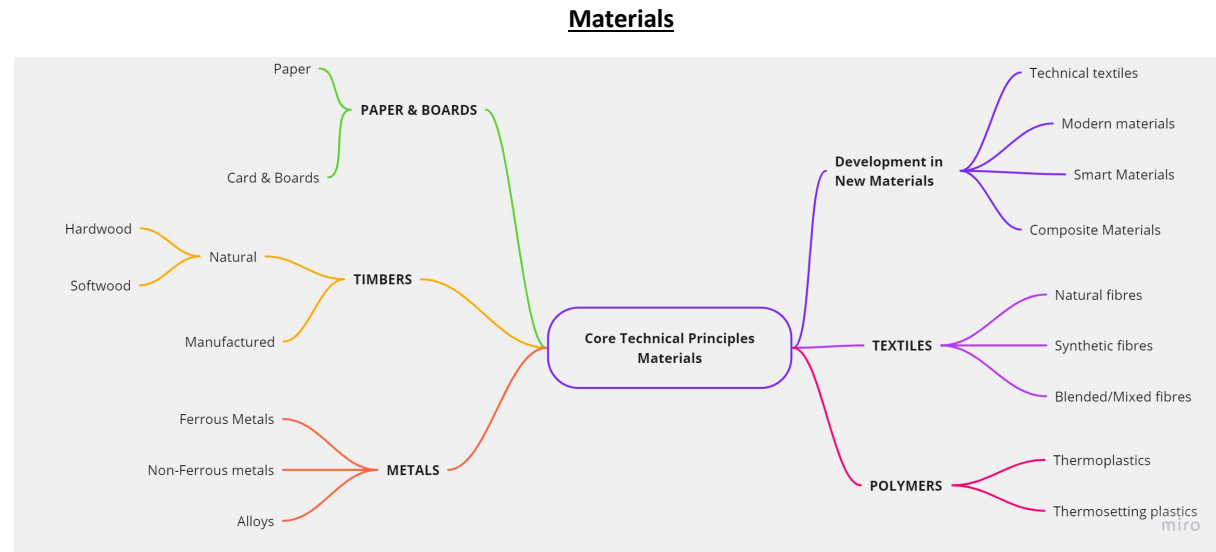 Materials
Paper
PAPER & BOARDS
Card & Boards
Hardwood
Natural
Softwood
TIMBERS
Manufactured
Ferrous Metals
Non-Ferrous metals
METALS
Alloys
Core Technical Principles
Materials
Development in
New Materials
Technical textiles
Modern materials
Smart Materials
Composite Materials
TEXTILES
Natural fibres
Synthetic fibres
Blended/Mixed fibres
POLYMERS
Thermoplastics
Thermosetting plastics
miro